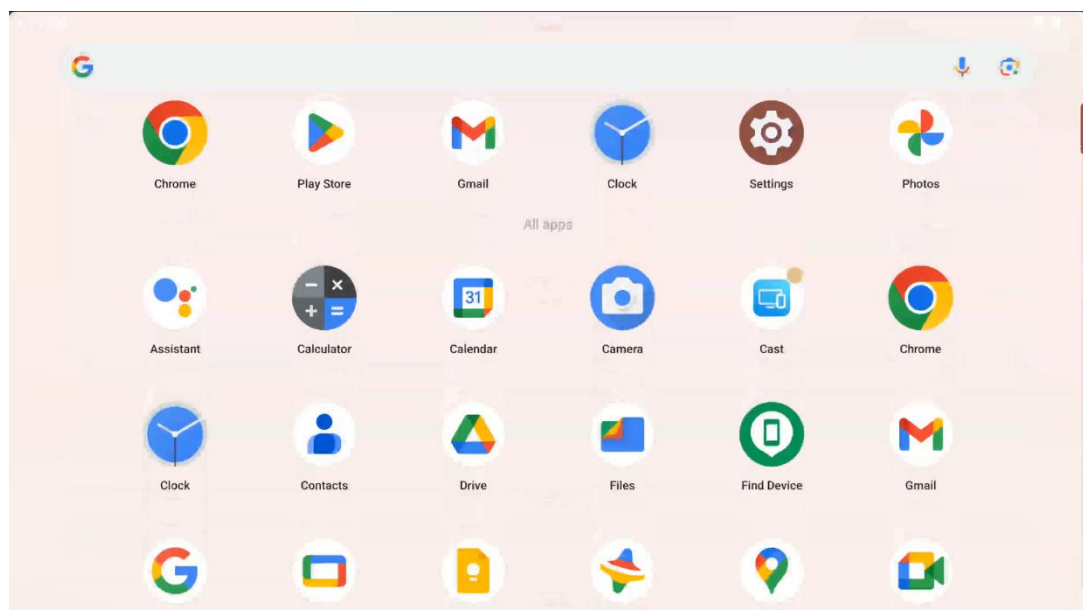 Chrome
Play Store
Gmail
Clock
Settings
Photos
All apps
31
Assistant
Calculator
Calendar
Camera
Cast
Chrome
Clock
Contacts
Drive
Files
Find Device
Gmail